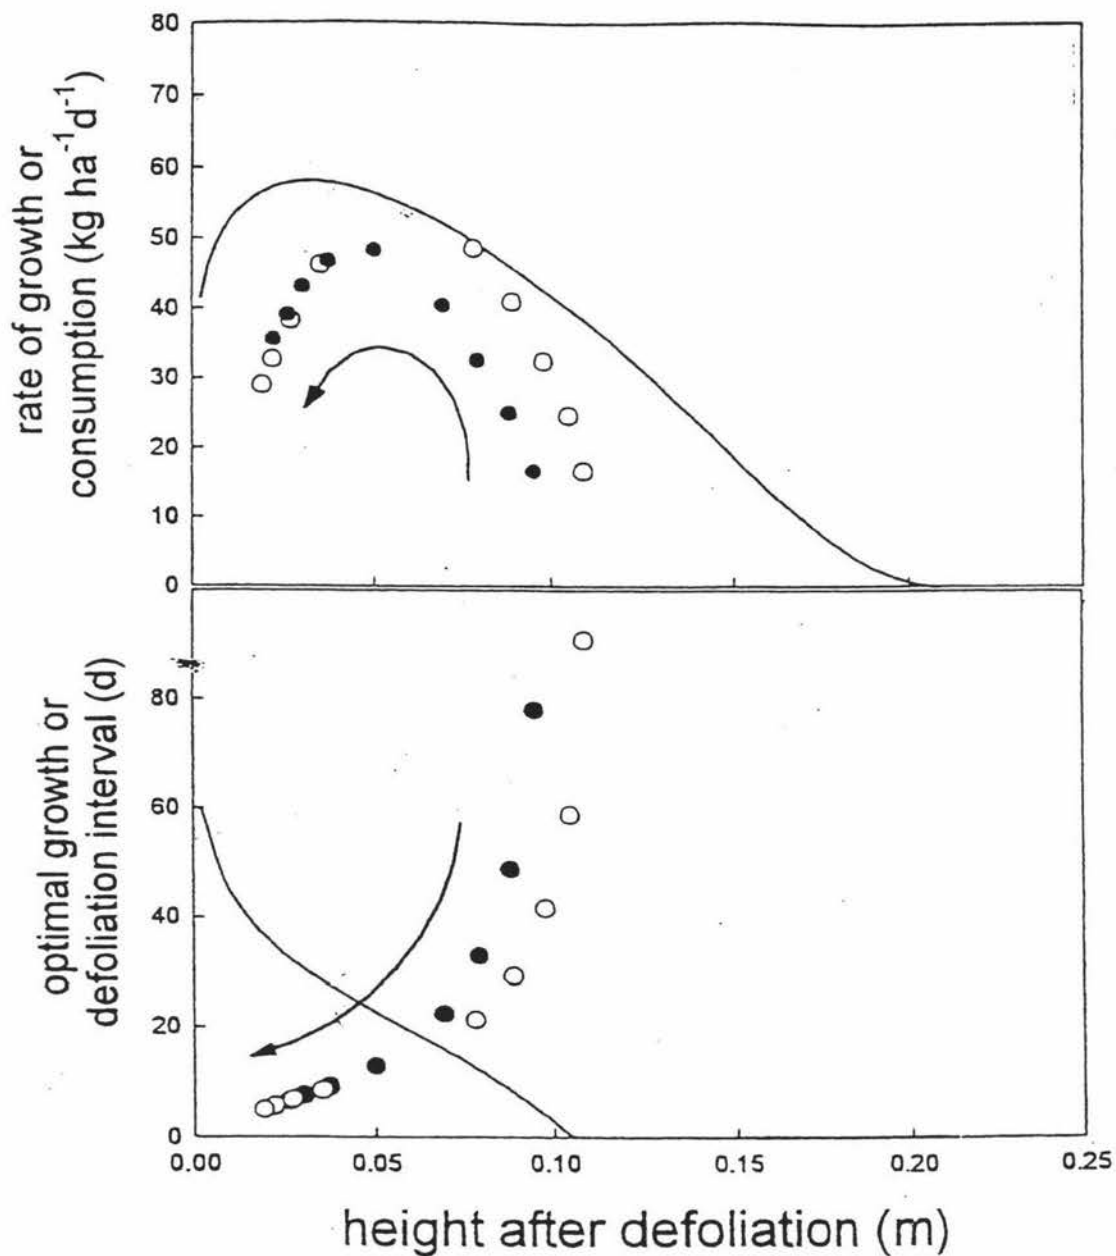 rate of growth or
consumption (kg ha⁻¹d⁻¹)
80
70
60
50
40
30
20
10
0
optimal growth or
defoliation interval (d)
80
60
40
20
0
0.00 0.05 0.10 0.15 0.20 0.25
height after defoliation (m)